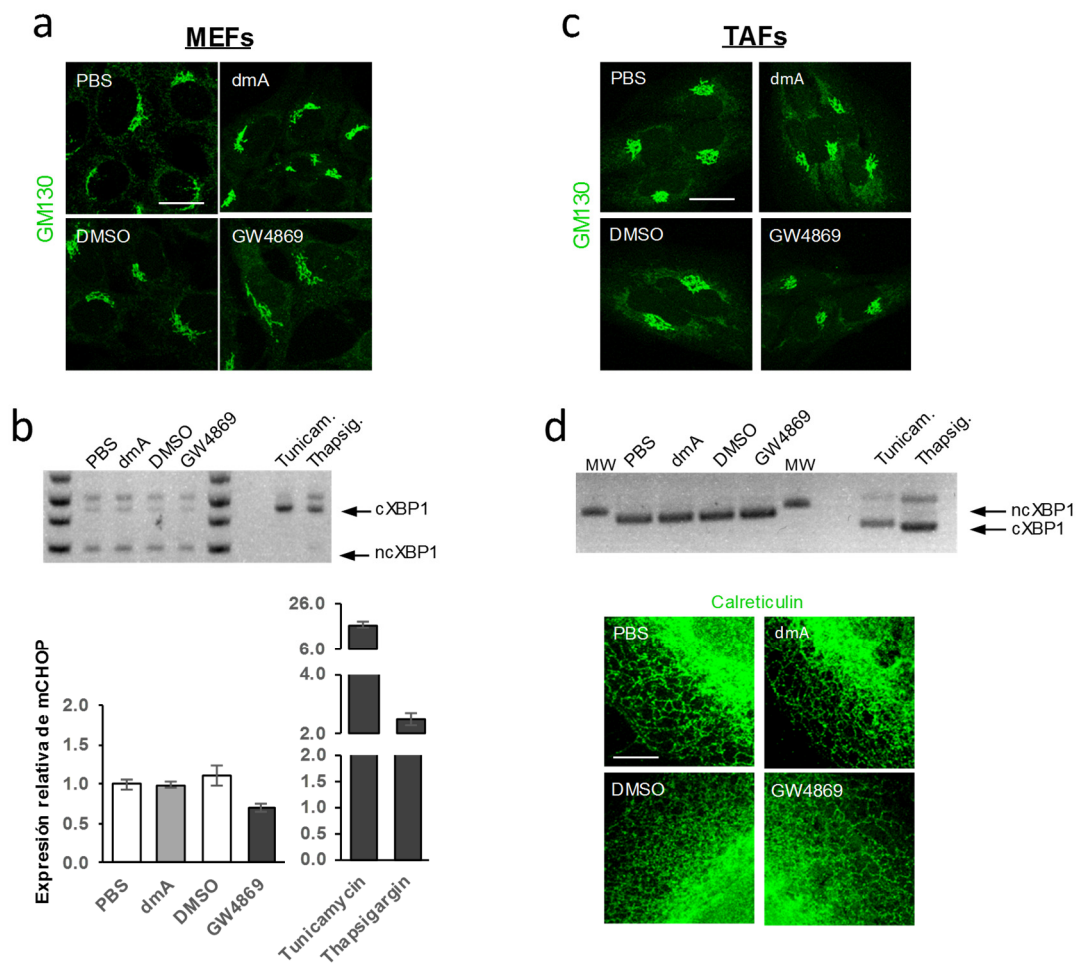 a
MEFs
PBS
dmA
GM130
DMSO
GW4869
c
TAFs
PBS
dmA
GM130
DMSO
GW4869
b
PBS
dmA
DMSO
GW4869
Tunicam.
Thapsig.
cXBP1
ncXBP1
Expresión relativa de mCHOP
2.0
1.5
1.0
0.5
0.0
PBS
dmA
DMSO
GW4869
26.0
6.0
4.0
2.0
2.0
1.5
1.0
0.5
0.0
Tunicamycin
Thapsigargin
d
MW
PBS
dmA
DMSO
GW4869
MW
Tunicam.
Thapsig.
ncXBP1
cXBP1
Calreticulin
PBS
dmA
DMSO
GW4869